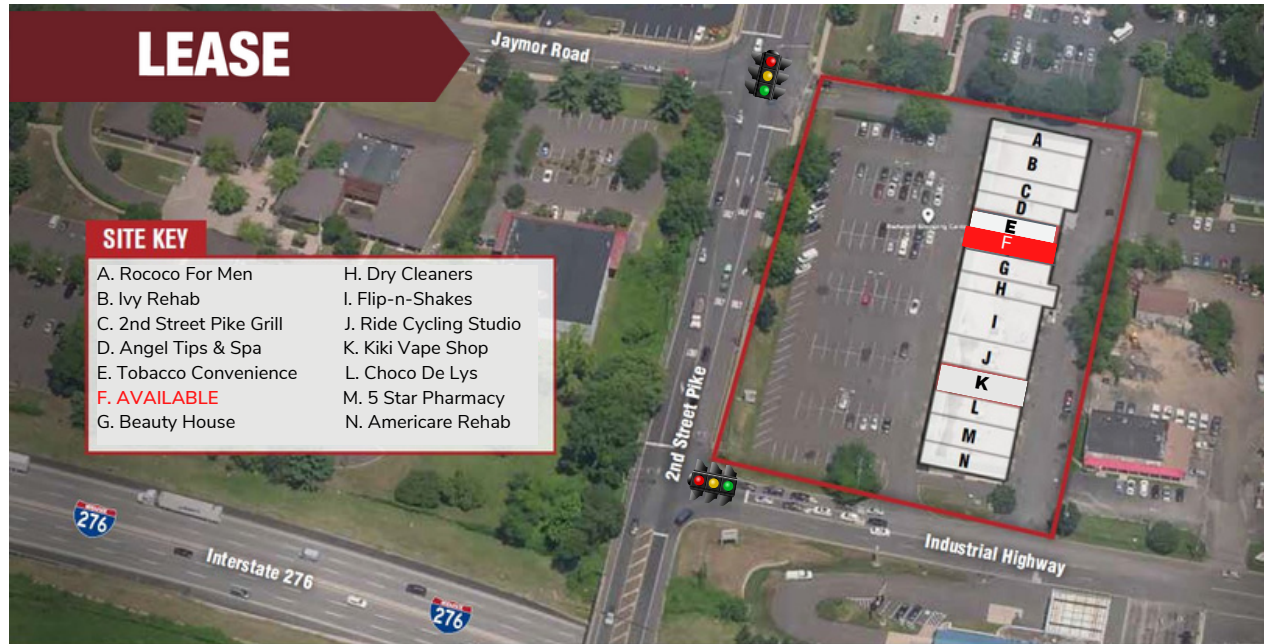 LEASE
Jaymor Road
A
B
C
D
E
F
G
H
I
J
K
L
M
N
SITE KEY
A. Rococo For Men
B. Ivy Rehab
C. 2nd Street Pike Grill
D. Angel Tips & Spa
E. Tobacco Convenience
F. AVAILABLE
G. Beauty House
H. Dry Cleaners
I. Flip-n-Shakes
J. Ride Cycling Studio
K. Kiki Vape Shop
L. Choco De Lys
M. 5 Star Pharmacy
N. Americare Rehab
2nd Street Pike
276
Interstate 276
276
Industrial Highway